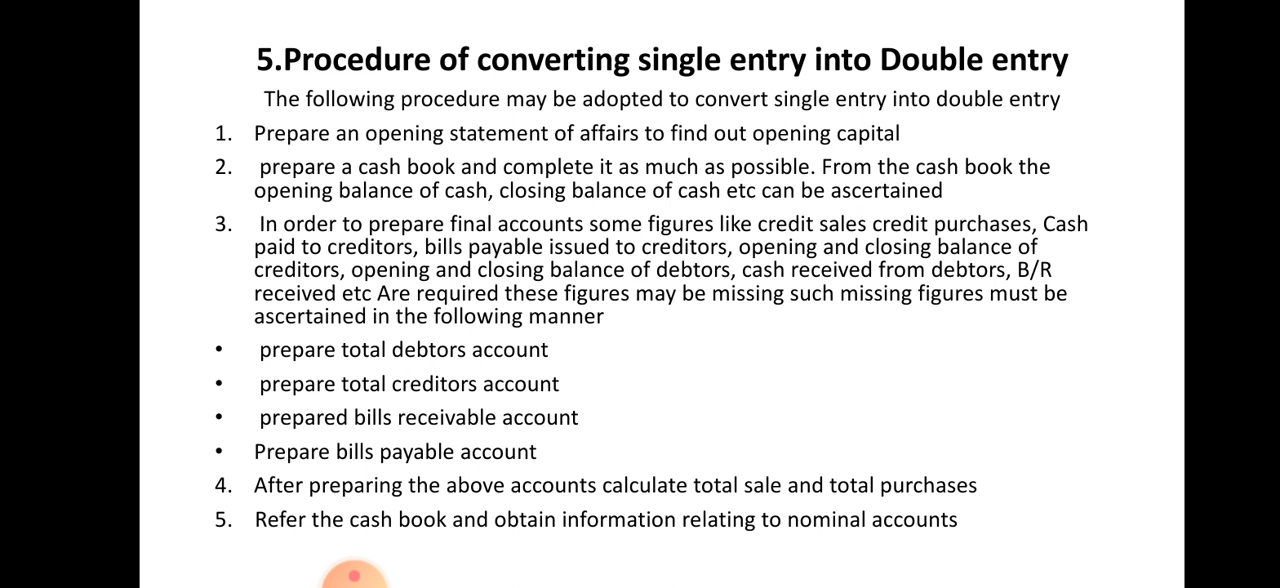 5.Procedure of converting single entry into Double entry
The following procedure may be adopted to convert single entry into double entry
1. Prepare an opening statement of affairs to find out opening capital
2. prepare a cash book and complete it as much as possible. From the cash book the
opening balance of cash, closing balance of cash etc can be ascertained
3. In order to prepare final accounts some figures like credit sales credit purchases, Cash
paid to creditors, bills payable issued to creditors, opening and closing balance of
creditors, opening and closing balance of debtors, cash received from debtors, B/R
received etc Are required these figures may be missing such missing figures must be
ascertained in the following manner
• prepare total debtors account
• prepare total creditors account
• prepared bills receivable account
• Prepare bills payable account
4. After preparing the above accounts calculate total sale and total purchases
5. Refer the cash book and obtain information relating to nominal accounts